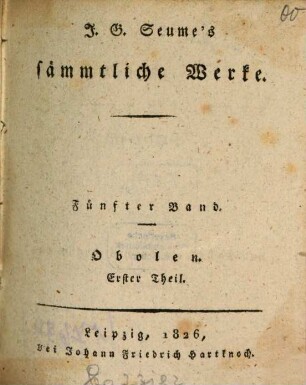 J. G. Seume's
sämmtliche Werke.
Fünfter Band.
Obolen.
Erster Theil.
Leipzig, 1826,
bei Johann Friedrich Hartknoch.